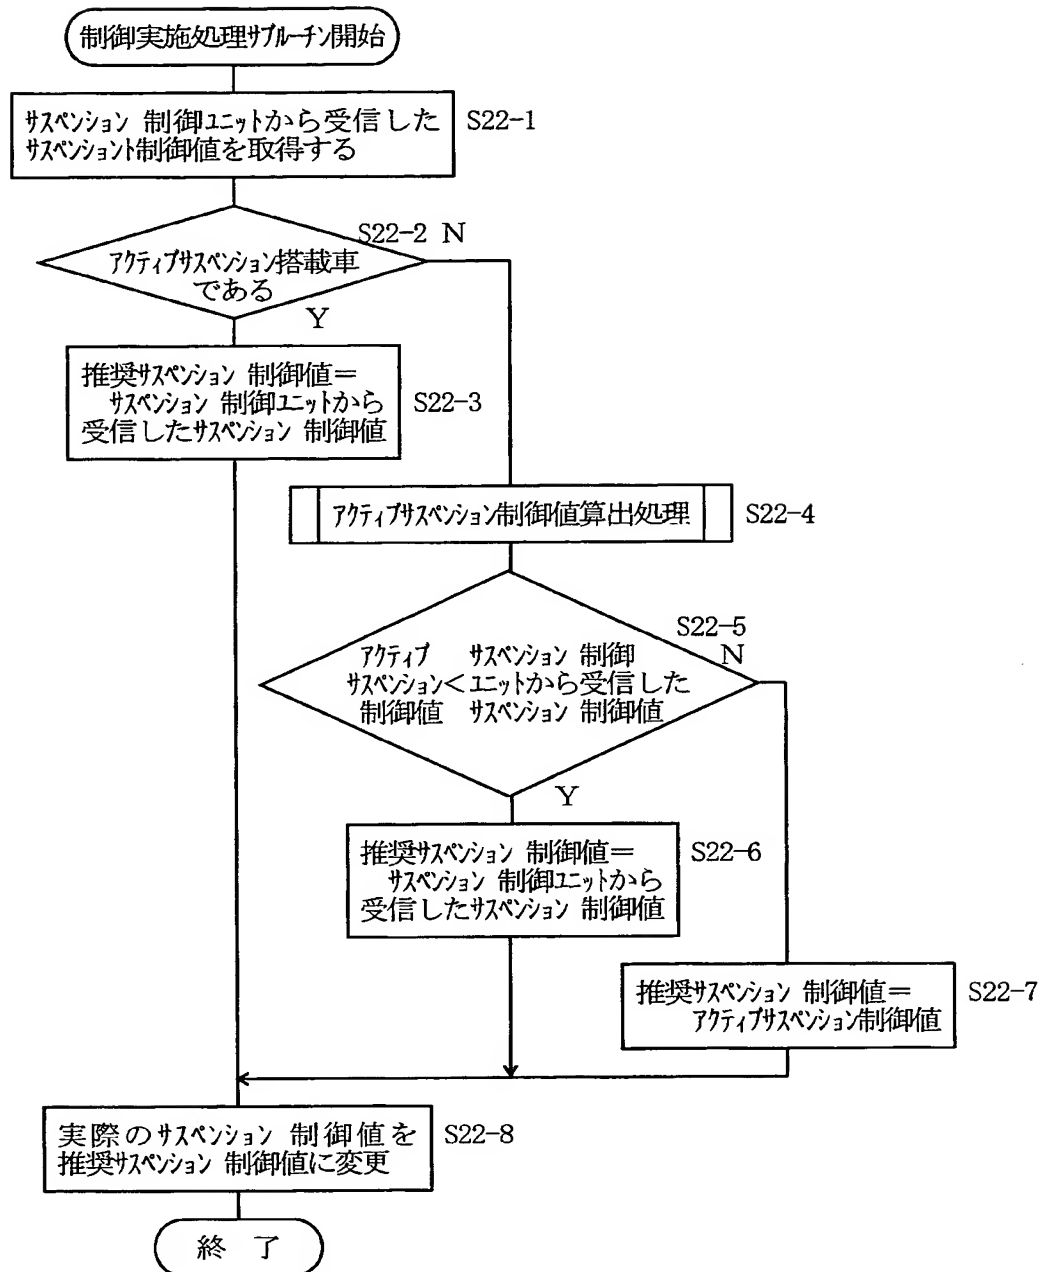 制御実施処理サブルーチン開始
サスペンション 制御ユニットから受信した
サスペンショント制御値を取得する
S22-1
S22-2 N
アクティブサスペンション搭載車
である
Y
推奨サスペンション 制御値＝
サスペンション 制御ユニットから
受信したサスペンション 制御値
S22-3
アクティブサスペンション制御値算出処理
S22-4
S22-5
N
アクティブ サスペンション 制御
サスペンション＜ユニットから受信した
制御値 サスペンション 制御値
Y
推奨サスペンション 制御値＝
サスペンション 制御ユニットから
受信したサスペンション 制御値
S22-6
推奨サスペンション 制御値＝
アクティブサスペンション制御値
S22-7
実際のサスペンション 制御値を
推奨サスペンション 制御値に変更
S22-8
終 了